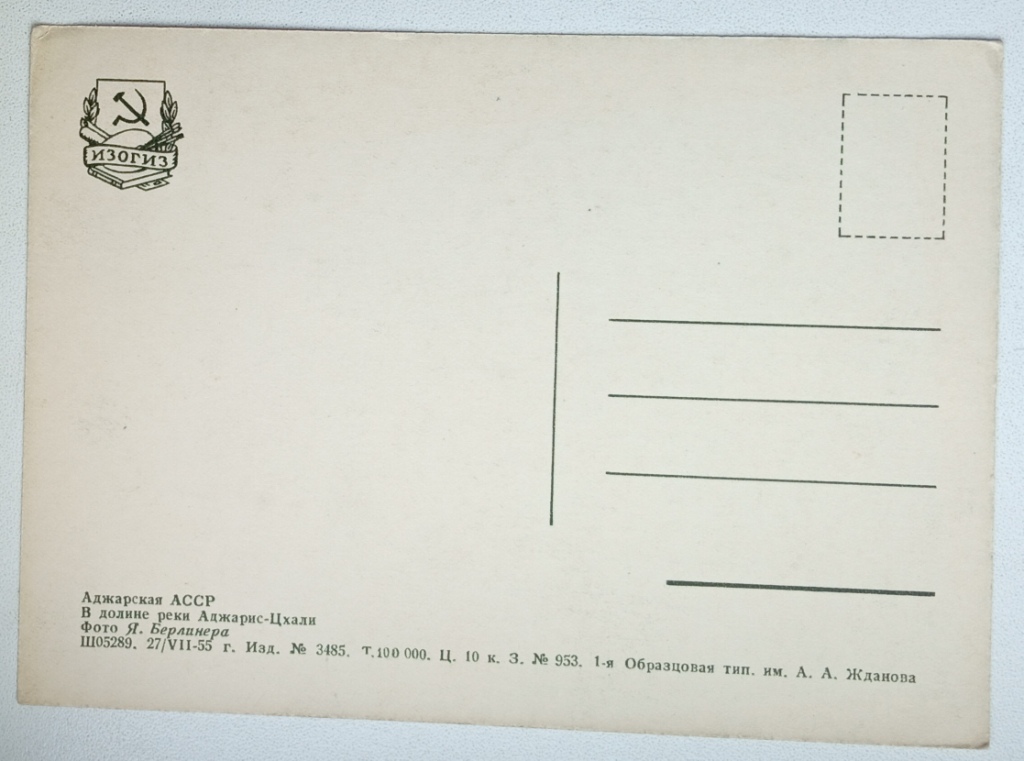 ИЗОГИЗ
Аджарская АССР
В долине реки Аджарис-Цхали
Фото Я. Берлинера
Ш05289. 27/VII-55 г. Изд. № 3485. Т.100 000. Ц. 10 к. З. № 953. 1-я Образцовая тип. им. А. А. Жданова